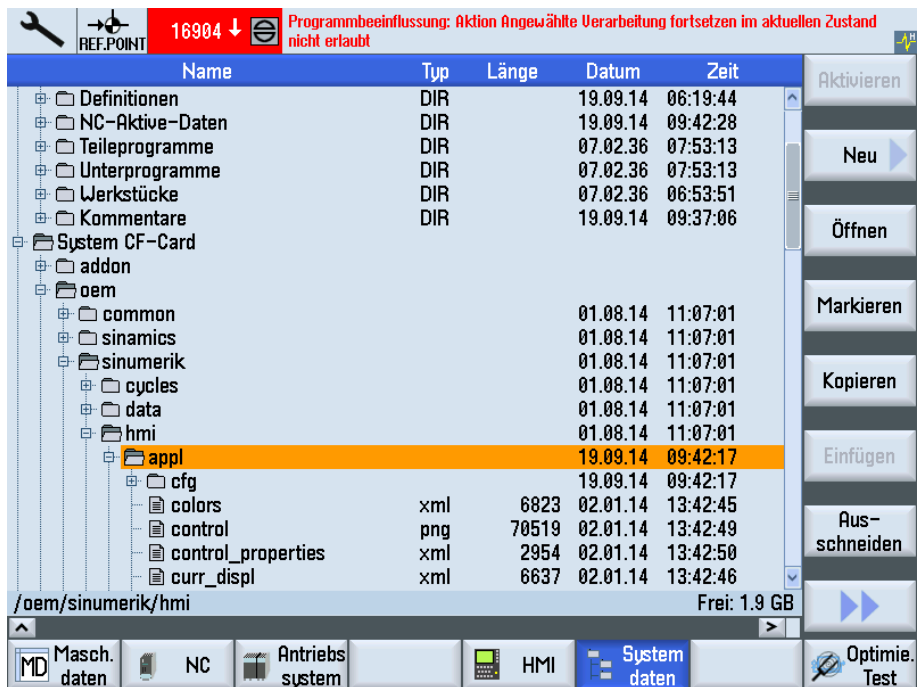 REF.POINT
16904
Programmbeeinflussung: Aktion Angewählte Verarbeitung fortsetzen im aktuellen Zustand
nicht erlaubt
H
Name Typ Länge Datum Zeit
Definitionen DIR 19.09.14 06:19:44
NC-Aktive-Daten DIR 19.09.14 09:42:28
Teileprogramme DIR 07.02.36 07:53:13
Unterprogramme DIR 07.02.36 07:53:13
Werkstücke DIR 07.02.36 06:53:51
Kommentare DIR 19.09.14 09:37:06
System CF-Card
addon
oem
common 01.08.14 11:07:01
sinamics 01.08.14 11:07:01
sinumerik 01.08.14 11:07:01
cycles 01.08.14 11:07:01
data 01.08.14 11:07:01
hmi 01.08.14 11:07:01
appl 19.09.14 09:42:17
cfg 19.09.14 09:42:17
colors xml 6823 02.01.14 13:42:45
control png 70519 02.01.14 13:42:49
control_properties xml 2954 02.01.14 13:42:50
curr_displ xml 6637 02.01.14 13:42:46
/oem/sinumerik/hmi Frei: 1.9 GB
Aktivieren
Neu
Öffnen
Markieren
Kopieren
Einfügen
Aus-
schneiden
MD Masch.
daten
NC
Antriebs
system
HMI
System
daten
Optimie.
Test